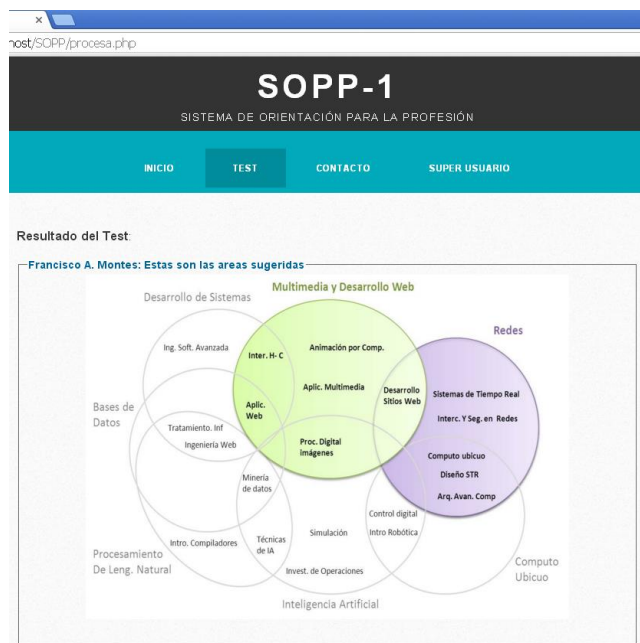 ×
host/SOPP/procesa.php
SOPP-1
SISTEMA DE ORIENTACIÓN PARA LA PROFESIÓN
INICIO TEST CONTACTO SUPER USUARIO
Resultado del Test:
Francisco A. Montes: Estas son las areas sugeridas
Multimedia y Desarrollo Web
Desarrollo de Sistemas
Redes
Ing. Soft. Avanzada
Inter. H- C
Animación por Comp.
Aplic. Multimedia
Desarrollo
Sitios Web
Sistemas de Tiempo Real
Bases de
Datos
Aplic.
Web
Interc. Y Seg. en Redes
Tratamiento. Inf
Ingeniería Web
Proc. Digital
imágenes
Computo ubicuo
Diseño STR
Arq. Avan. Comp
Minería
de datos
Control digital
Intro Robótica
Intro. Compiladores
Técnicas
de IA
Simulación
Invest. de Operaciones
Procesamiento
De Leng. Natural
Computo
Ubicuo
Inteligencia Artificial